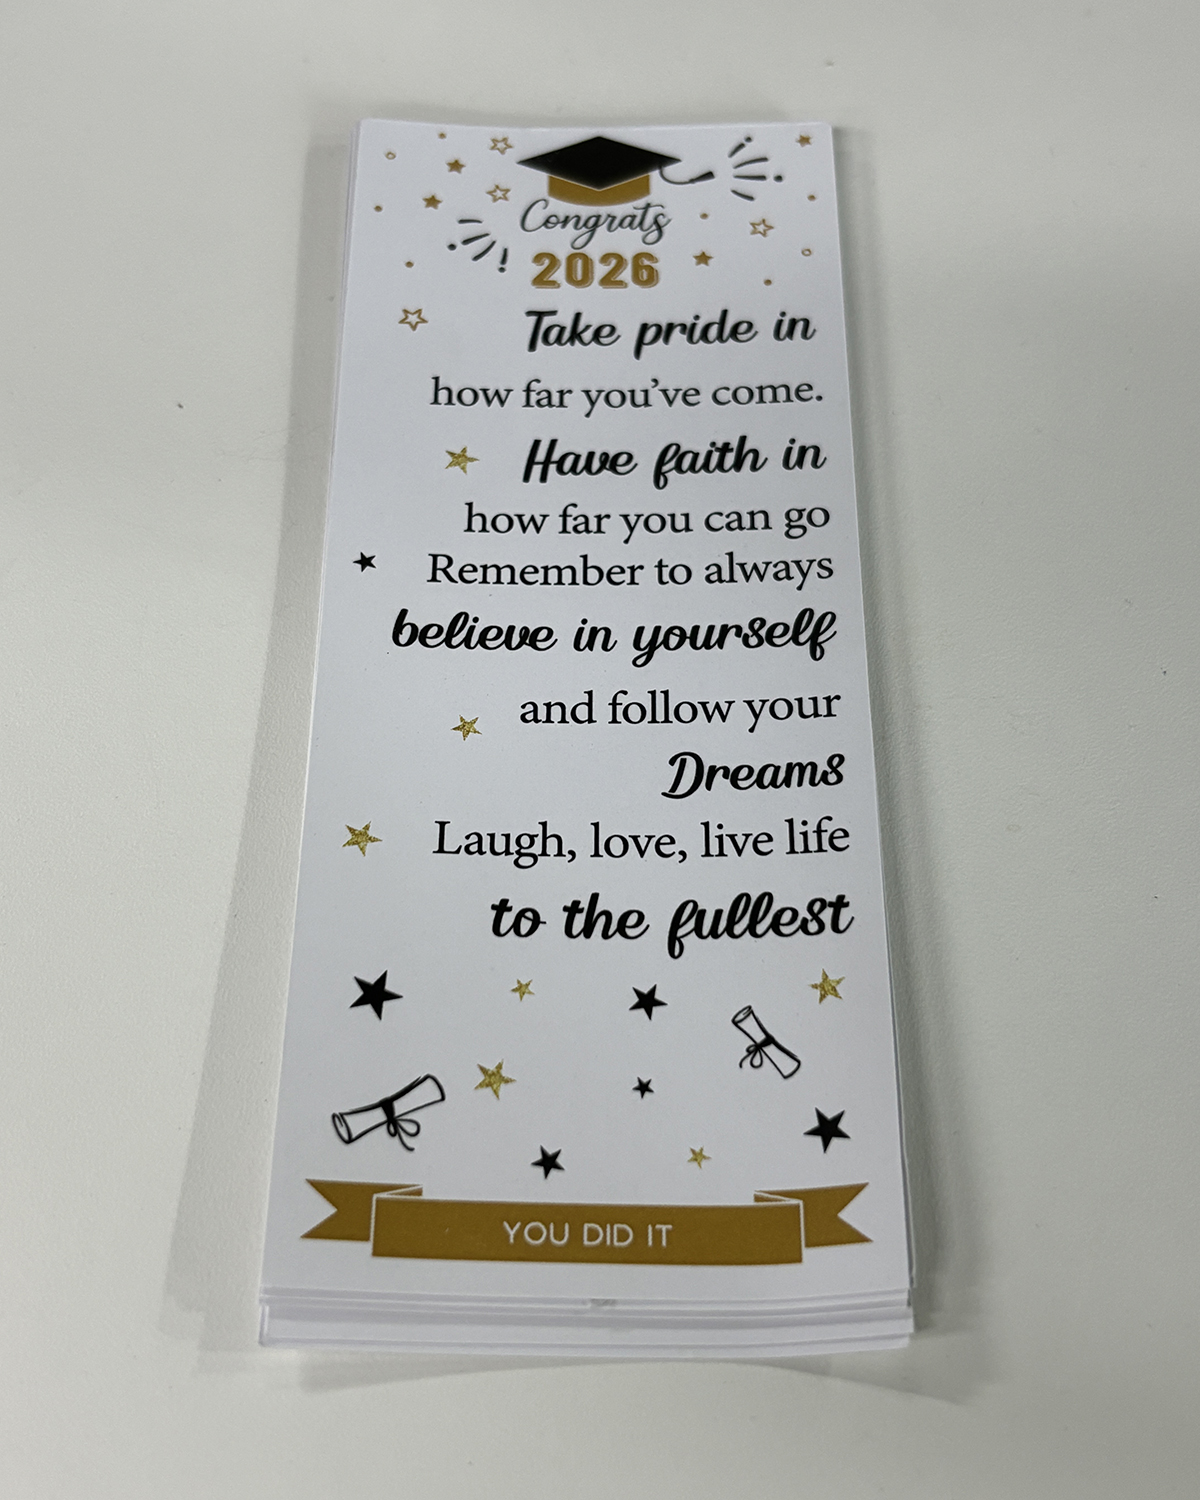 Congrats
2026
Take pride in
how far you've come.
Have faith in
how far you can go
Remember to always
believe in yourself
and follow your
Dreams
Laugh, love, live life
to the fullest
YOU DID IT